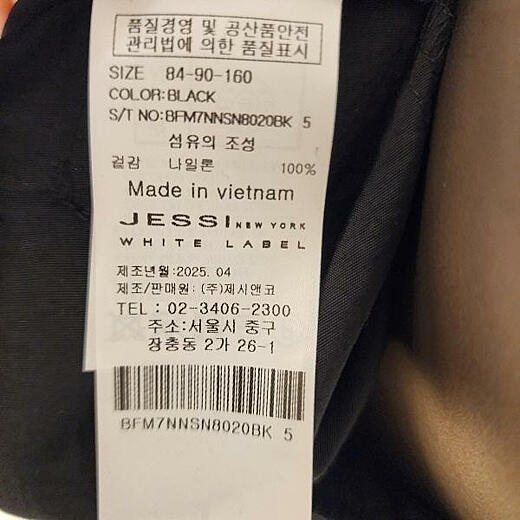 품질경영 및 공산품안전
관리법에 의한 품질표시
SIZE 84-90-160
COLOR:BLACK
S/T NO:BFM7NNSN8020BK 5
섬유의 조성
겉감 나일론 100%
Made in vietnam
JESSI NEW YORK
WHITE LABEL
제조년월:2025. 04
제조/판매원: (주)제시앤코
TEL : 02-3406-2300
주소:서울시 중구
장충동 2가 26-1
BFM7NNSN8020BK 5